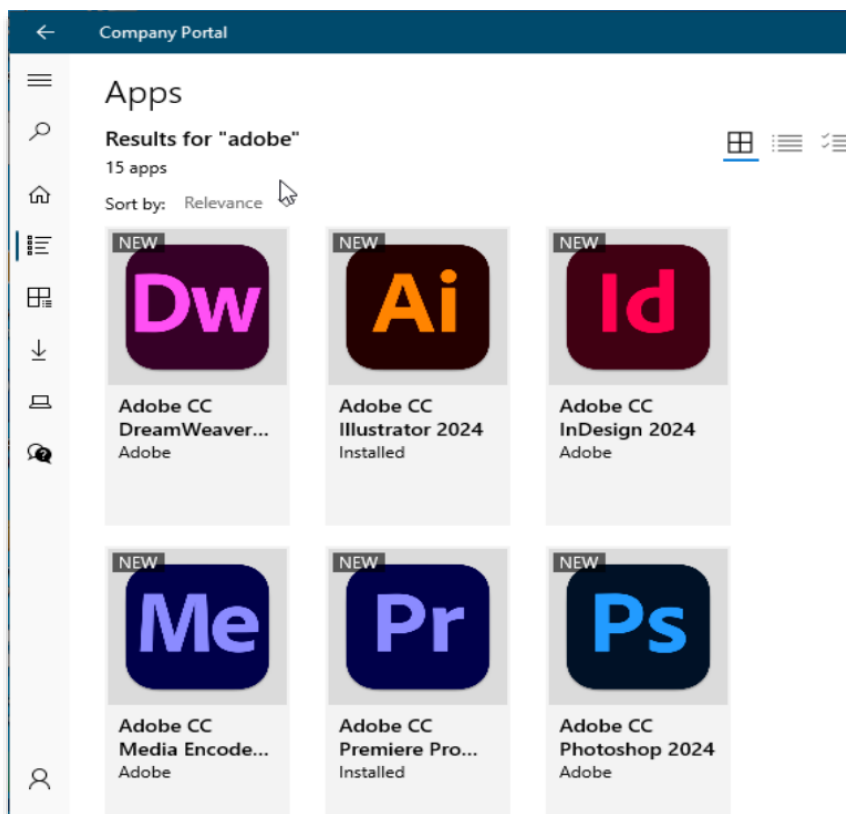 Company Portal
Apps
Results for "adobe"
15 apps
Sort by: Relevance
NEW
Dw
Adobe CC
DreamWeaver...
Adobe
NEW
Ai
Adobe CC
Illustrator 2024
Installed
NEW
Id
Adobe CC
InDesign 2024
Adobe
NEW
Me
Adobe CC
Media Encode...
Adobe
NEW
Pr
Adobe CC
Premiere Pro...
Installed
NEW
Ps
Adobe CC
Photoshop 2024
Adobe